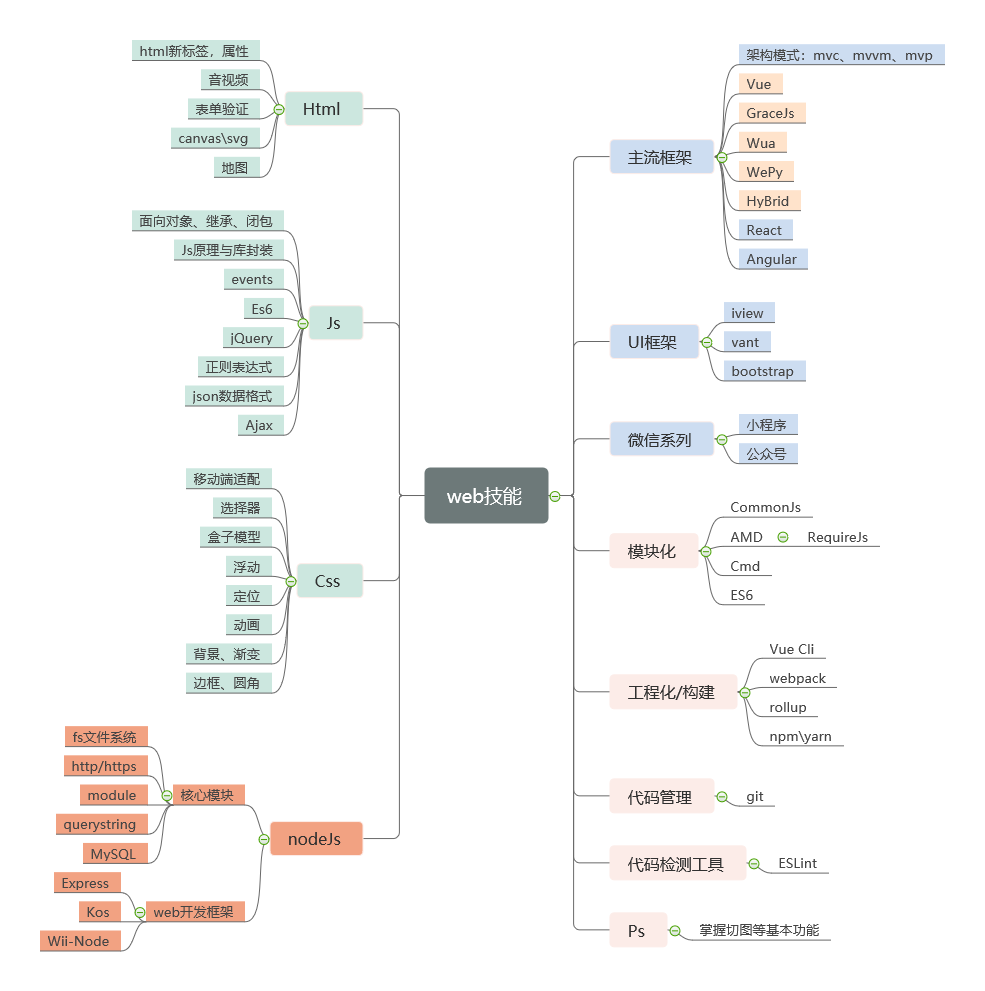 web技能
Html
html新标签，属性
音视频
表单验证
canvas\svg
地图
Js
面向对象、继承、闭包
Js原理与库封装
events
Es6
jQuery
正则表达式
json数据格式
Ajax
Css
移动端适配
选择器
盒子模型
浮动
定位
动画
背景、渐变
边框、圆角
nodeJs
核心模块
fs文件系统
http/https
module
querystring
MySQL
web开发框架
Express
Kos
Wii-Node
主流框架
架构模式：mvc、mvvm、mvp
Vue
GraceJs
Wua
WePy
HyBrid
React
Angular
UI框架
iview
vant
bootstrap
微信系列
小程序
公众号
模块化
CommonJs
AMD
RequireJs
Cmd
ES6
工程化/构建
Vue Cli
webpack
rollup
npm\yarn
代码管理
git
代码检测工具
ESLint
Ps
掌握切图等基本功能